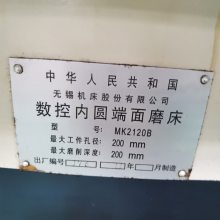 中华人民共和国
无锡机床股份有限公司
数控内圆端面磨床
型号: MK2120B
最大工件孔径: 200 mm
最大磨削深度: 200 mm
出厂编号 年 月制造